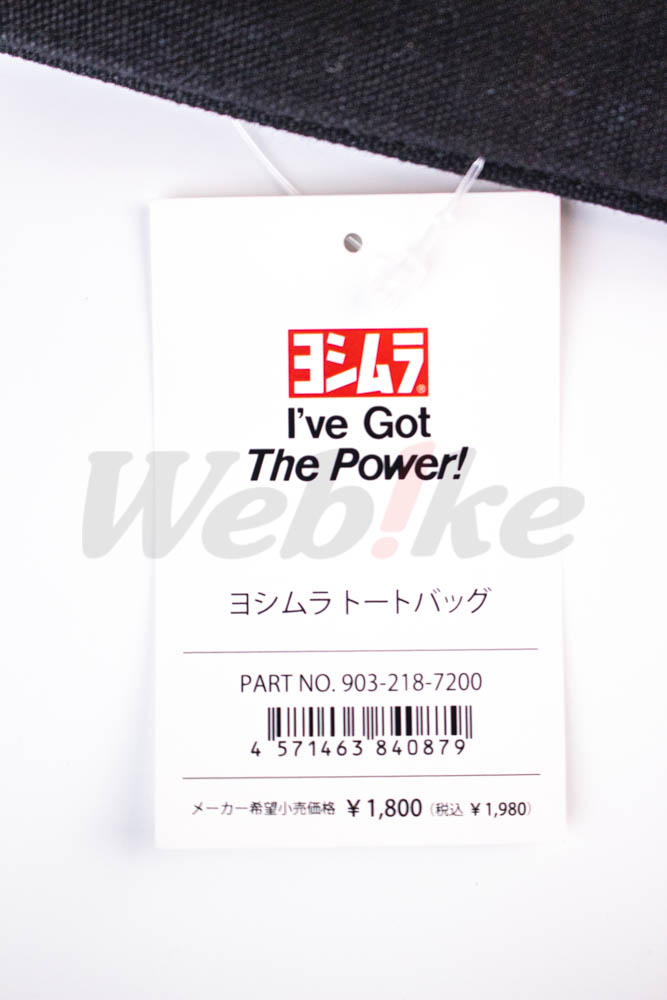 ヨシムラ®
I've Got
The Power!
Web!ke
ヨシムラ トートバッグ
PART NO. 903-218-7200
4 571463 840879
メーカー希望小売価格 ¥1,800 (税込 ¥1,980)